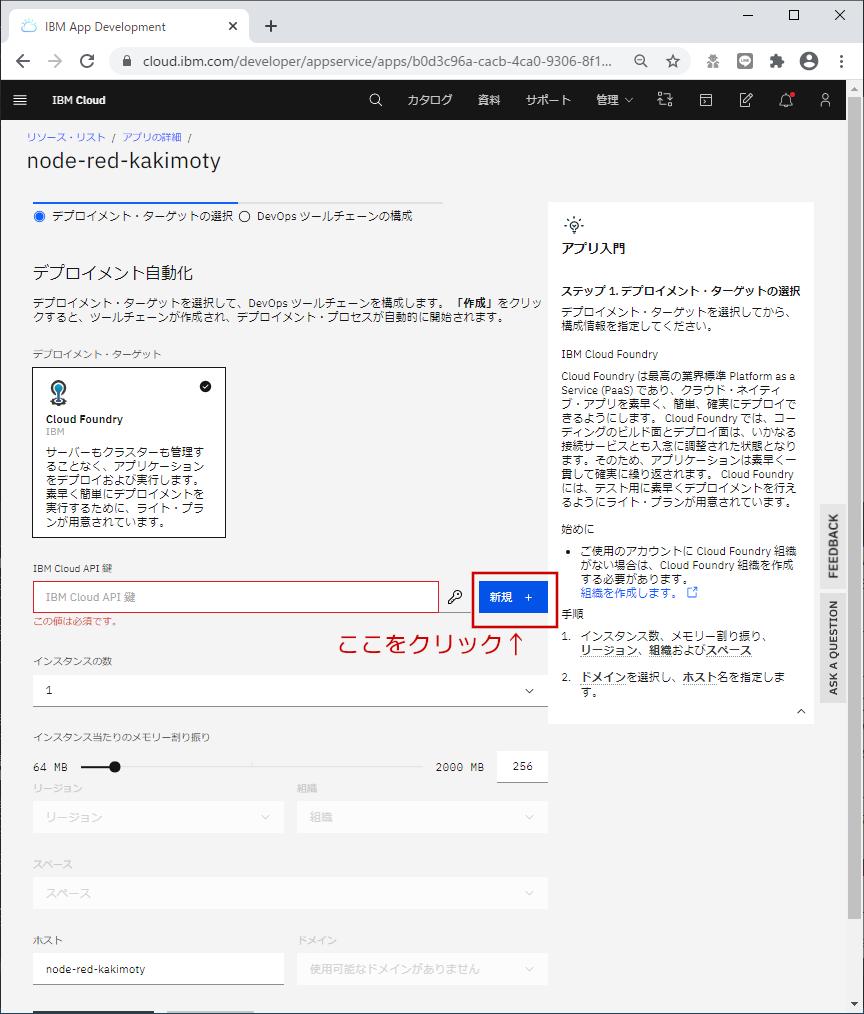 IBM App Development
cloud.ibm.com/developer/appservice/apps/b0d3c96a-cacb-4ca0-9306-8f1...
IBM Cloud
カタログ
資料
サポート
管理
リソース・リスト / アプリの詳細 /
node-red-kakimoty
デプロイメント・ターゲットの選択
DevOps ツールチェーンの構成
デプロイメント自動化
デプロイメント・ターゲットを選択して、DevOps ツールチェーンを構成します。「作成」をクリッ
クすると、ツールチェーンが作成され、デプロイメント・プロセスが自動的に開始されます。
デプロイメント・ターゲット
Cloud Foundry
IBM
サーバーもクラスターも管理す
ることなく、アプリケーション
をデプロイおよび実行します。
素早く簡単にデプロイメントを
実行するために、ライト・プラ
ンが用意されています。
IBM Cloud API 鍵
IBM Cloud API 鍵
新規 +
この値は必須です。
ここをクリック↑
インスタンスの数
1
インスタンス当たりのメモリー割り振り
64 MB
2000 MB
256
リージョン
組織
リージョン
組織
スペース
スペース
ホスト
ドメイン
node-red-kakimoty
使用可能なドメインがありません
アプリ入門
ステップ 1. デプロイメント・ターゲットの選択
デプロイメント・ターゲットを選択してから、
構成情報を指定してください。
IBM Cloud Foundry
Cloud Foundry は最高の業界標準 Platform as a
Service (PaaS) であり、クラウド・ネイティ
ブ・アプリを素早く、簡単、確実にデプロイで
きるようにします。 Cloud Foundry では、コー
ディングのビルド面とデプロイ面は、いかなる
接続サービスとも入念に調整された状態となり
ます。そのため、アプリケーションは素早く一
貫して確実に繰り返されます。 Cloud Foundry
には、テスト用に素早くデプロイメントを行え
るようにライト・プランが用意されています。
始めに
• ご使用のアカウントに Cloud Foundry 組織
がない場合は、Cloud Foundry 組織を作成
する必要があります。
組織を作成します。
手順
1. インスタンス数、メモリー割り振り、
リージョン、組織およびスペース
2. ドメインを選択し、ホスト名を指定しま
す。
FEEDBACK
ASK A QUESTION